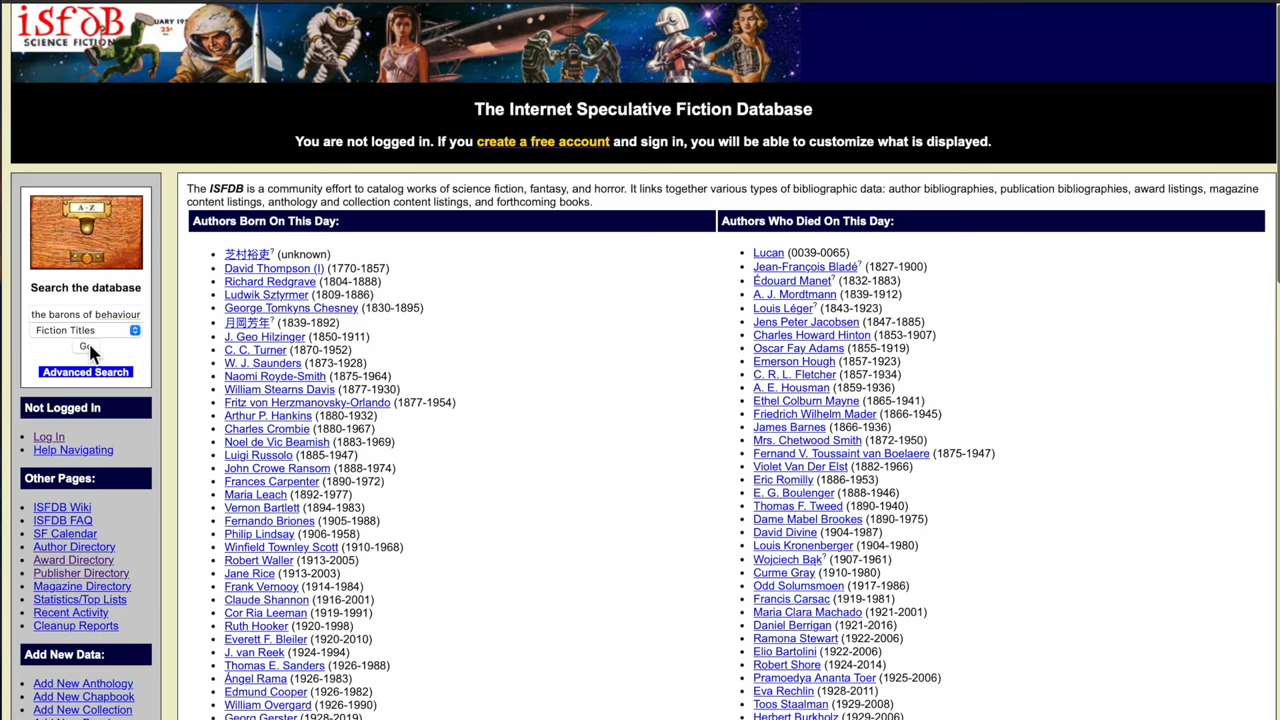 isfdb
UARY 19
25¢
SCIENCE FICTION
The Internet Speculative Fiction Database
You are not logged in. If you create a free account and sign in, you will be able to customize what is displayed.
A - Z
Search the database
the barons of behaviour
Fiction Titles
Go
Advanced Search
Not Logged In
Log In
Help Navigating
Other Pages:
ISFDB Wiki
ISFDB FAQ
SF Calendar
Author Directory
Award Directory
Publisher Directory
Magazine Directory
Statistics/Top Lists
Recent Activity
Cleanup Reports
Add New Data:
Add New Anthology
Add New Chapbook
Add New Collection
The ISFDB is a community effort to catalog works of science fiction, fantasy, and horror. It links together various types of bibliographic data: author bibliographies, publication bibliographies, award listings, magazine
content listings, anthology and collection content listings, and forthcoming books.
Authors Born On This Day:
芝村裕吏? (unknown)
David Thompson (I) (1770-1857)
Richard Redgrave (1804-1888)
Ludwik Sztyrmer (1809-1886)
George Tomkyns Chesney (1830-1895)
月岡芳年? (1839-1892)
J. Geo Hilzinger (1850-1911)
C. C. Turner (1870-1952)
W. J. Saunders (1873-1928)
Naomi Royde-Smith (1875-1964)
William Stearns Davis (1877-1930)
Fritz von Herzmanovsky-Orlando (1877-1954)
Arthur P. Hankins (1880-1932)
Charles Crombie (1880-1967)
Noel de Vic Beamish (1883-1969)
Luigi Russolo (1885-1947)
John Crowe Ransom (1888-1974)
Frances Carpenter (1890-1972)
Maria Leach (1892-1977)
Vernon Bartlett (1894-1983)
Fernando Briones (1905-1988)
Philip Lindsay (1906-1958)
Winfield Townley Scott (1910-1968)
Robert Waller (1913-2005)
Jane Rice (1913-2003)
Frank Vernooy (1914-1984)
Claude Shannon (1916-2001)
Cor Ria Leeman (1919-1991)
Ruth Hooker (1920-1998)
Everett F. Bleiler (1920-2010)
J. van Reek (1924-1994)
Thomas E. Sanders (1926-1988)
Ángel Rama (1926-1983)
Edmund Cooper (1926-1982)
William Overgard (1926-1990)
Georg Gerster (1928-2019)
Authors Who Died On This Day:
Lucan (0039-0065)
Jean-François Bladé? (1827-1900)
Édouard Manet? (1832-1883)
A. J. Mordtmann (1839-1912)
Louis Léger? (1843-1923)
Jens Peter Jacobsen (1847-1885)
Charles Howard Hinton (1853-1907)
Oscar Fay Adams (1855-1919)
Emerson Hough (1857-1923)
C. R. L. Fletcher (1857-1934)
A. E. Housman (1859-1936)
Ethel Colburn Mayne (1865-1941)
Friedrich Wilhelm Mader (1866-1945)
James Barnes (1866-1936)
Mrs. Chetwood Smith (1872-1950)
Fernand V. Toussaint van Boelaere (1875-1947)
Violet Van Der Elst (1882-1966)
Eric Romilly (1886-1953)
E. G. Boulenger (1888-1946)
Thomas F. Tweed (1890-1940)
Dame Mabel Brookes (1890-1975)
David Divine (1904-1987)
Louis Kronenberger (1904-1980)
Wojciech Bąk? (1907-1961)
Curme Gray (1910-1980)
Odd Solumsmoen (1917-1986)
Francis Carsac (1919-1981)
Maria Clara Machado (1921-2001)
Daniel Berrigan (1921-2016)
Ramona Stewart (1922-2006)
Elio Bartolini (1922-2006)
Robert Shore (1924-2014)
Pramoedya Ananta Toer (1925-2006)
Eva Rechlin (1928-2011)
Toos Staalman (1929-2008)
Herbert Burkholz (1929-2006)